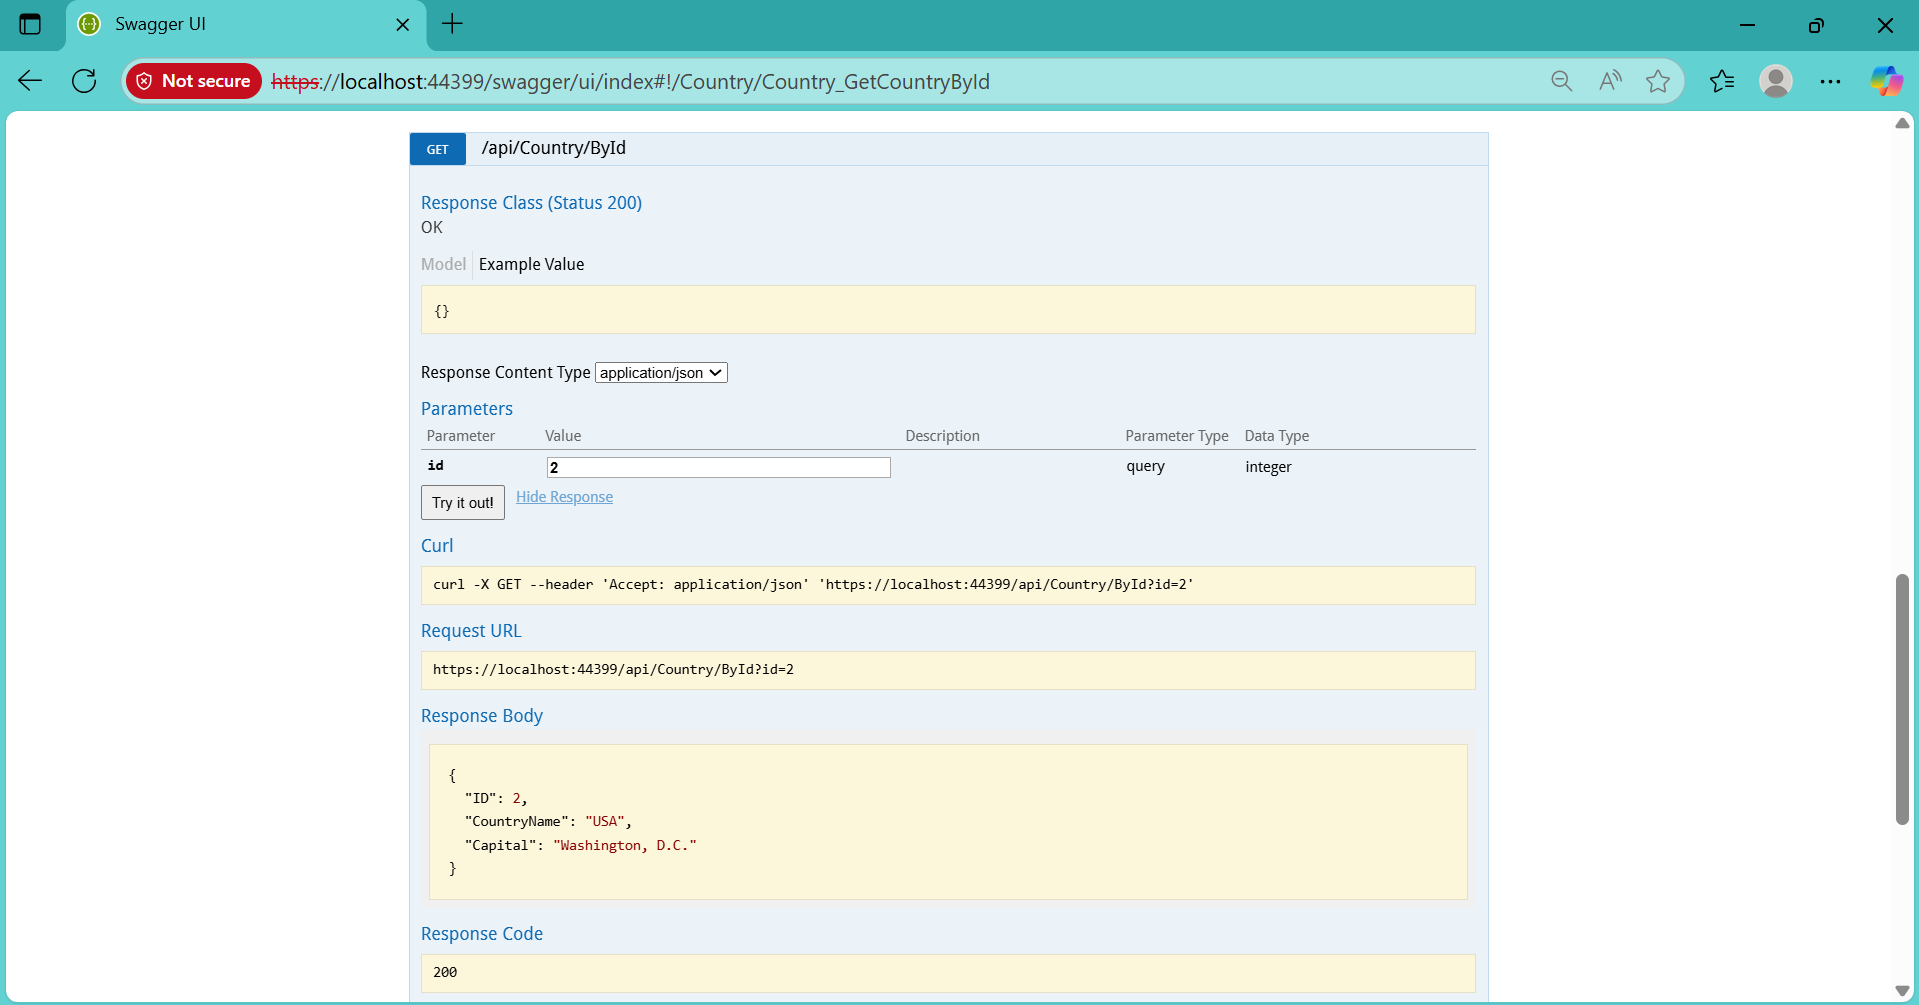 Swagger UI
Not secure https://localhost:44399/swagger/ui/index#!/Country/Country_GetCountryById
GET /api/Country/ById
Response Class (Status 200)
OK
Model Example Value
{}
Response Content Type application/json
Parameters
Parameter Value Description Parameter Type Data Type
id 2 query integer
Try it out! Hide Response
Curl
curl -X GET --header 'Accept: application/json' 'https://localhost:44399/api/Country/ById?id=2'
Request URL
https://localhost:44399/api/Country/ById?id=2
Response Body
{
"ID": 2,
"CountryName": "USA",
"Capital": "Washington, D.C."
}
Response Code
200